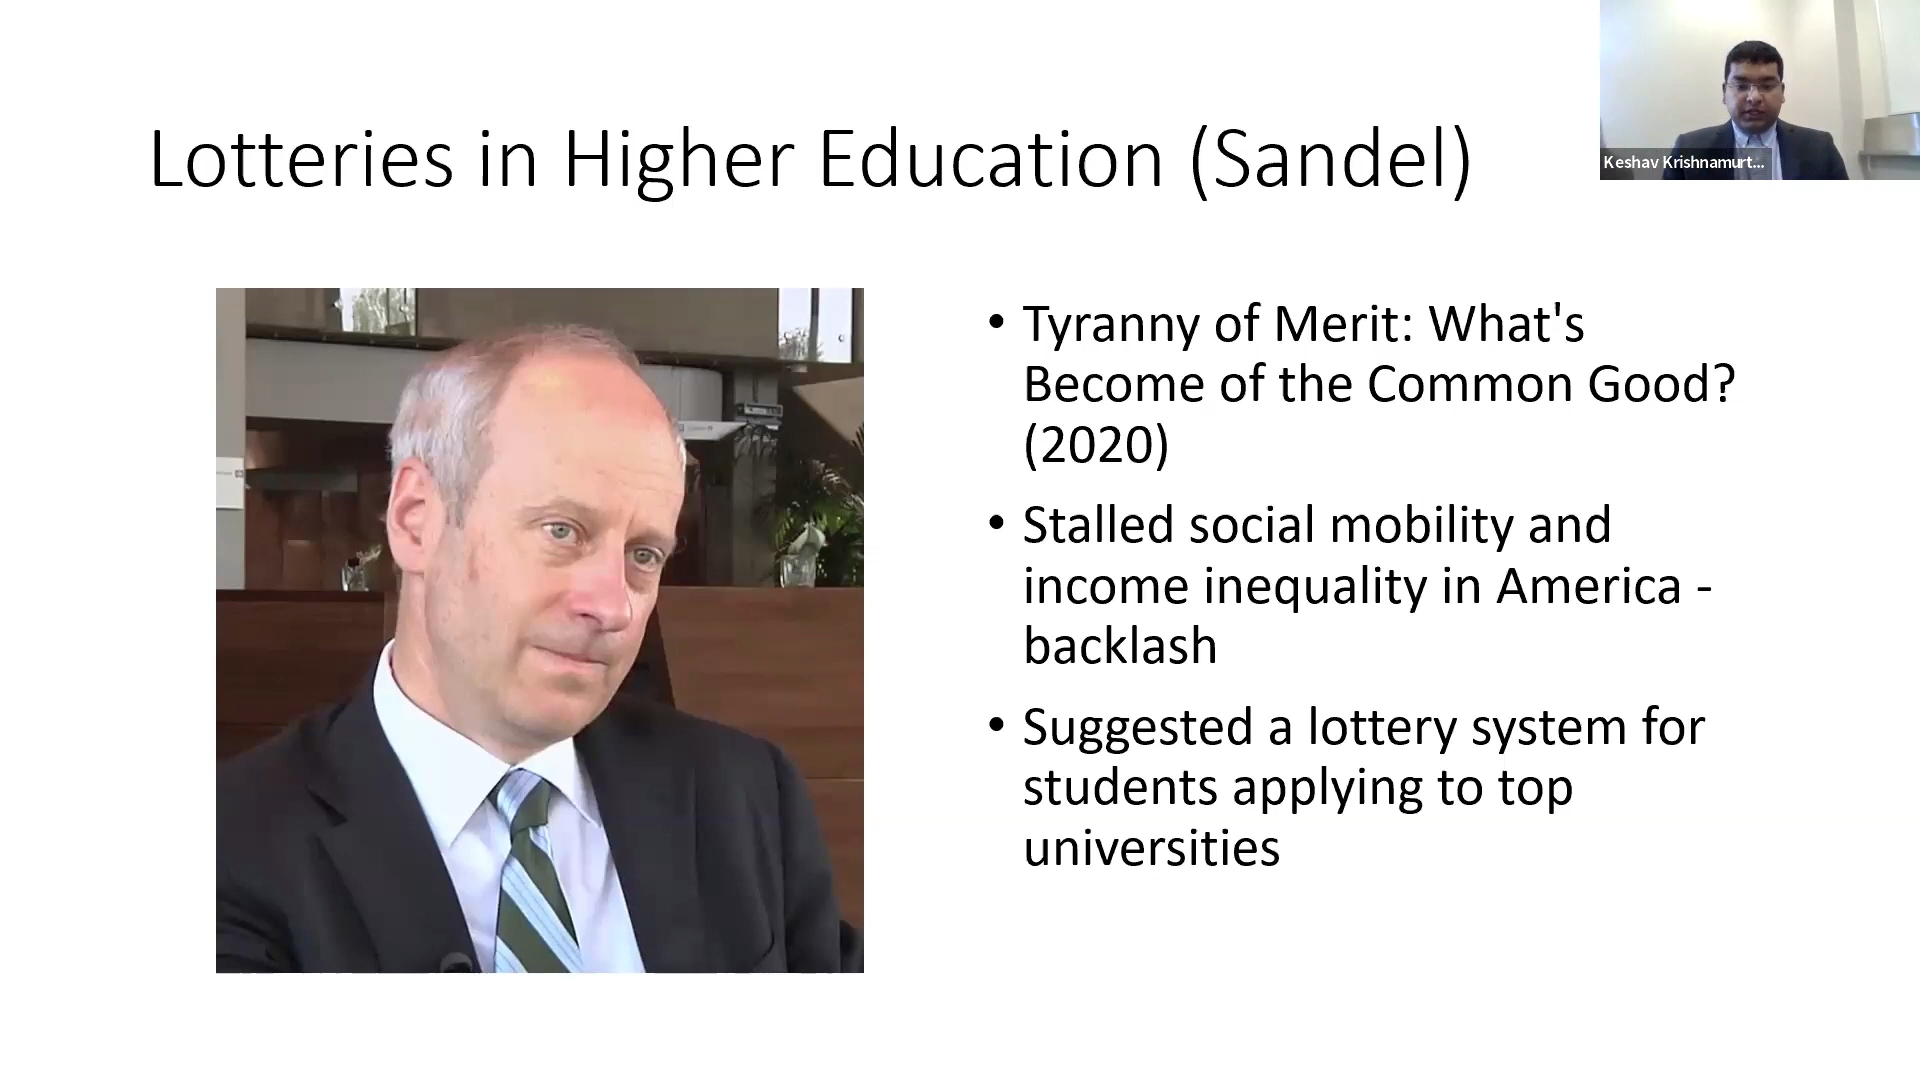 Lotteries in Higher Education (Sandel)
Keshav Krishnamurt...
• Tyranny of Merit: What's
Become of the Common Good?
(2020)
• Stalled social mobility and
income inequality in America -
backlash
• Suggested a lottery system for
students applying to top
universities